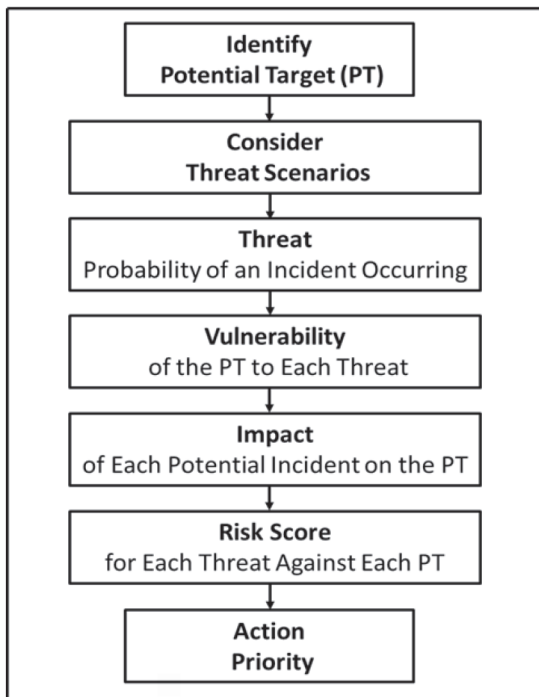 Identify
Potential Target (PT)
Consider
Threat Scenarios
Threat
Probability of an Incident Occurring
Vulnerability
of the PT to Each Threat
Impact
of Each Potential Incident on the PT
Risk Score
for Each Threat Against Each PT
Action
Priority